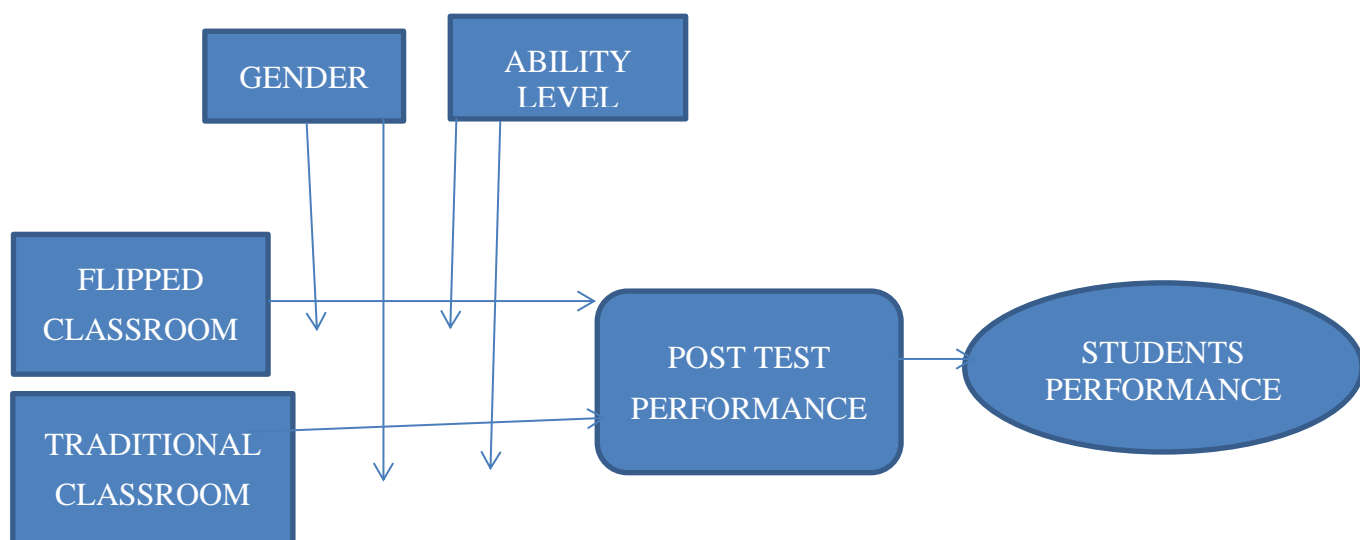 GENDER
ABILITY
LEVEL
FLIPPED
CLASSROOM
TRADITIONAL
CLASSROOM
POST TEST
PERFORMANCE
STUDENTS
PERFORMANCE